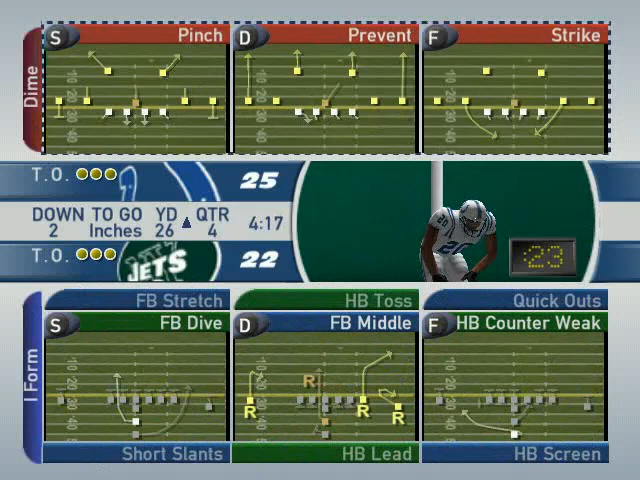 Dime
S Pinch
D Prevent
F Strike
T.O. 25
DOWN TO GO YD QTR 4:17
2 Inches 26 4
T.O. JETS 22
20
:23
I Form
FB Stretch HB Toss Quick Outs
S FB Dive
D FB Middle
F HB Counter Weak
R
R R R
Short Slants HB Lead HB Screen